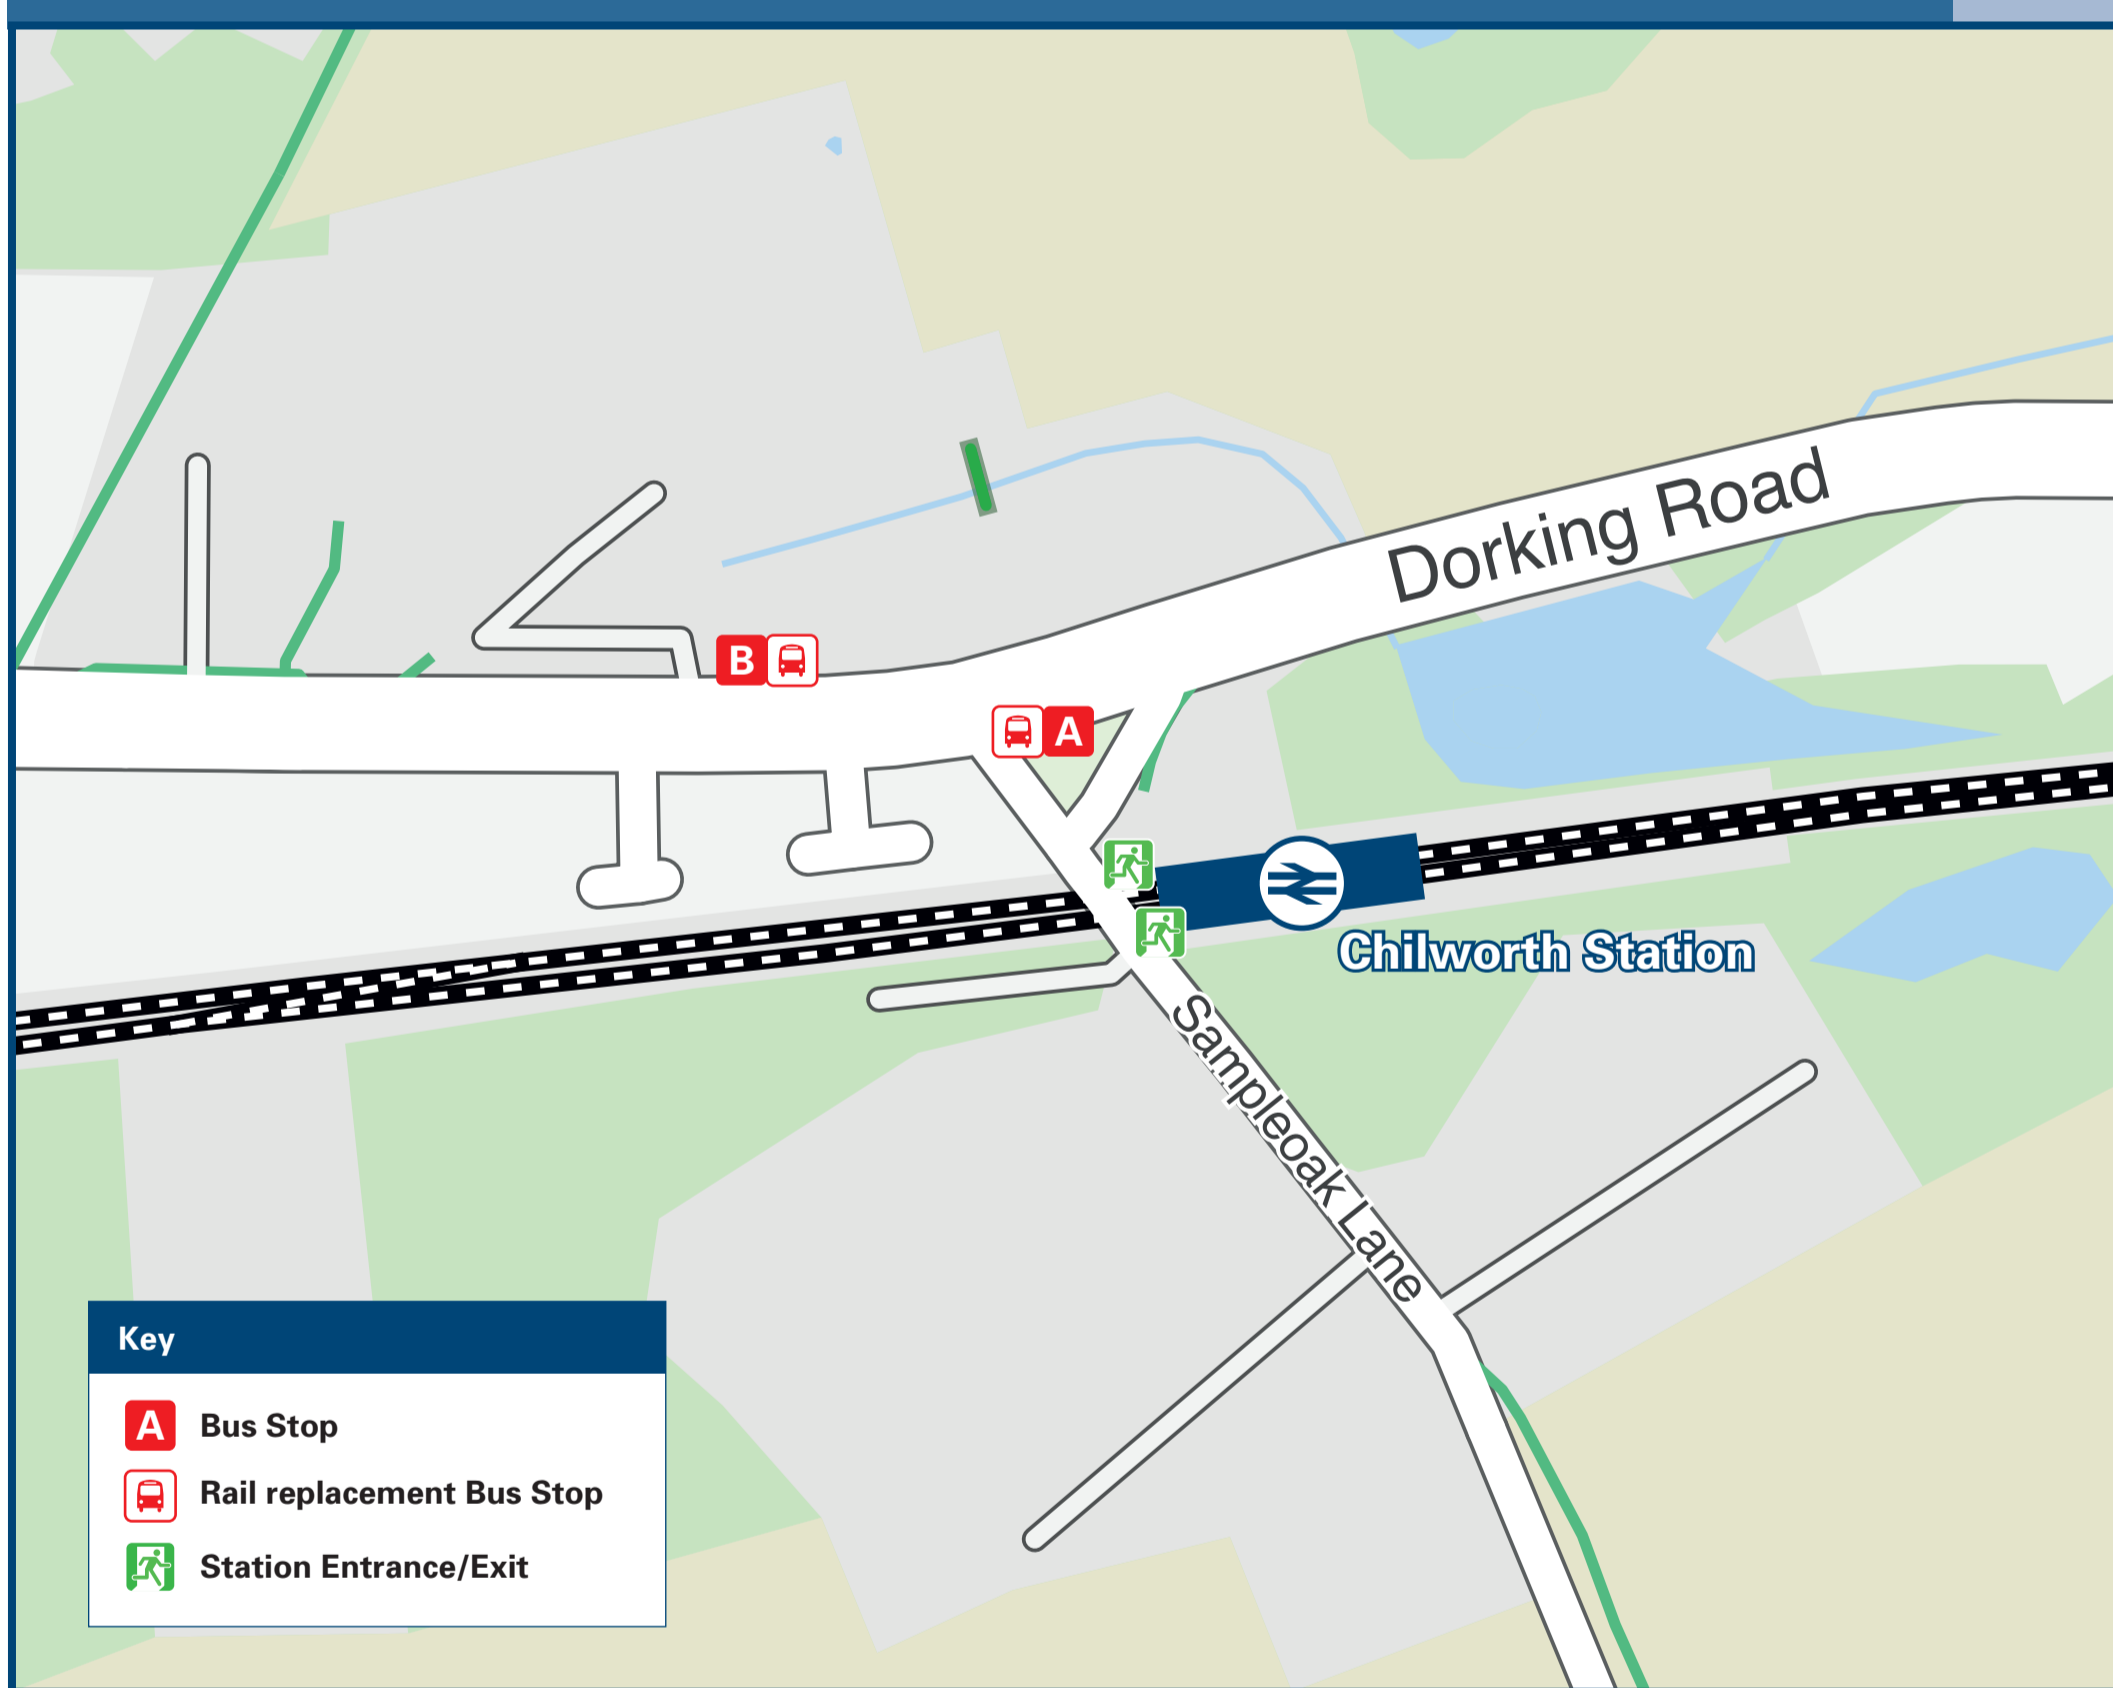 Dorking Road
B
A
Chilworth Station
Sampleoak Lane
Key
A Bus Stop
Rail replacement Bus Stop
Station Entrance/Exit